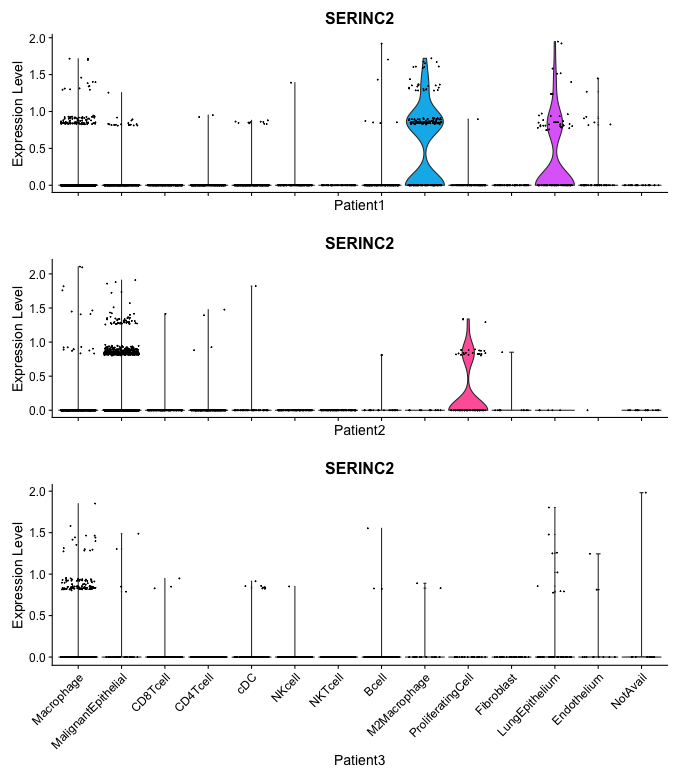 SERINC2
Expression Level
2.0
1.5
1.0
0.5
0.0
Patient1
SERINC2
Expression Level
2.0
1.5
1.0
0.5
0.0
Patient2
SERINC2
Expression Level
2.0
1.5
1.0
0.5
0.0
Macrophage
MalignantEpithelial
CD8Tcell
CD4Tcell
cDC
NKcell
NKTcell
Bcell
M2Macrophage
ProliferatingCell
Fibroblast
LungEpithelium
Endothelium
NotAvail
Patient3